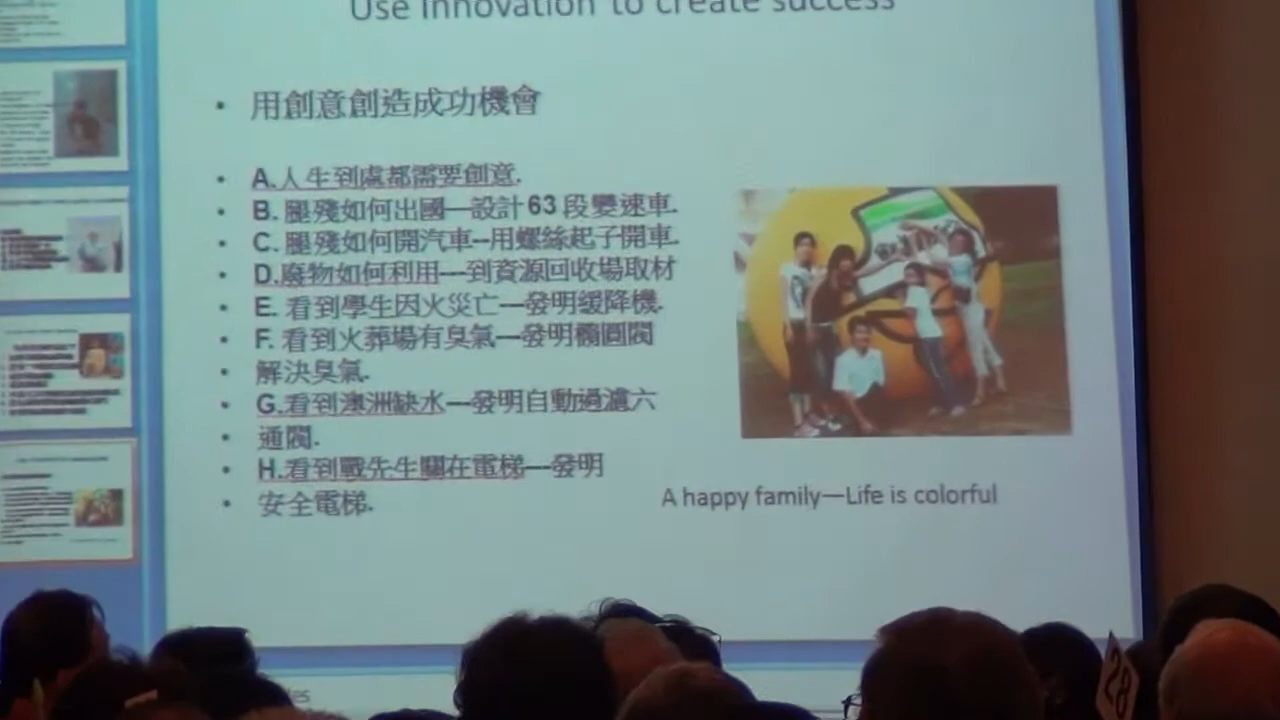 Use Innovation to create success
• 用創意創造成功機會
• A.人生到處都需要創意.
• B. 腿殘如何出國—設計 63 段變速車.
• C. 腿殘如何開汽車--用螺絲起子開車.
• D.廢物如何利用---到資源回收場取材
• E. 看到學生因火災亡—發明緩降機.
• F. 看到火葬場有臭氣—發明橢圓閥
• 解決臭氣.
• G.看到澳洲缺水—發明自動過濾六
• 通閥.
• H.看到戰先生關在電梯—發明
• 安全電梯.
A happy family—Life is colorful
28